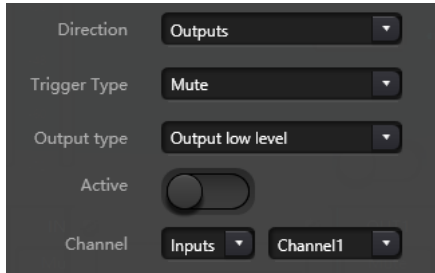 Direction Outputs
Trigger Type Mute
Output type Output low level
Active
Channel Inputs Channel1